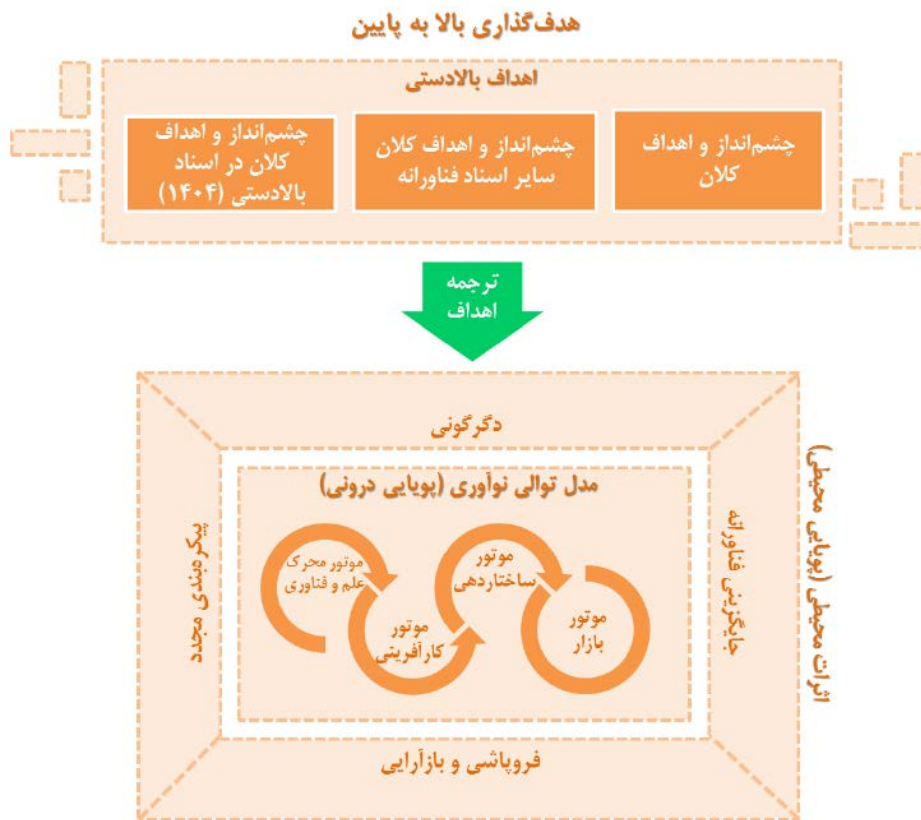 هدف‌گذاری بالا به پایین
اهداف بالادستی
چشم‌انداز و اهداف
کلان
چشم‌انداز و اهداف کلان
سایر اسناد فناورانه
چشم‌انداز و اهداف
کلان در اسناد
بالادستی (۱۴۰۴)
ترجمه
اهداف
دگرگونی
اثرات محیطی (پویایی محیطی)
جایگزینی فناورانه
مدل توالی نوآوری (پویایی درونی)
موتور
بازار
موتور
ساختاردهی
موتور
کارآفرینی
موتور محرک
علم و فناوری
پیکره‌بندی مجدد
فروپاشی و بازآرایی